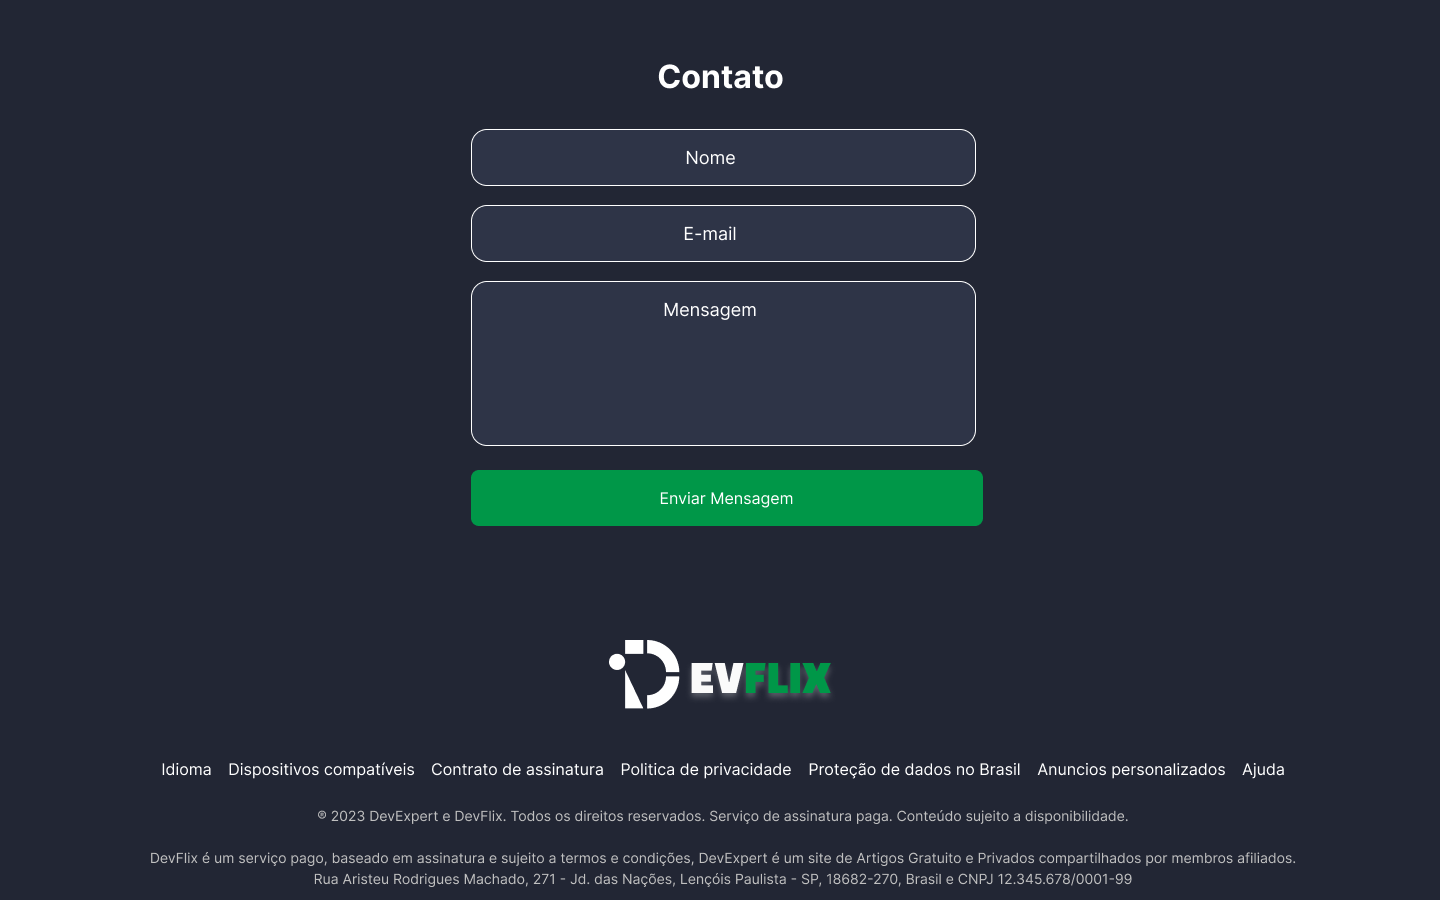 Contato
Nome
E-mail
Mensagem
Enviar Mensagem
DEVFLIX
Idioma Dispositivos compatíveis Contrato de assinatura Politica de privacidade Proteção de dados no Brasil Anuncios personalizados Ajuda
® 2023 DevExpert e DevFlix. Todos os direitos reservados. Serviço de assinatura paga. Conteúdo sujeito a disponibilidade.
DevFlix é um serviço pago, baseado em assinatura e sujeito a termos e condições, DevExpert é um site de Artigos Gratuito e Privados compartilhados por membros afiliados.
Rua Aristeu Rodrigues Machado, 271 - Jd. das Nações, Lençóis Paulista - SP, 18682-270, Brasil e CNPJ 12.345.678/0001-99